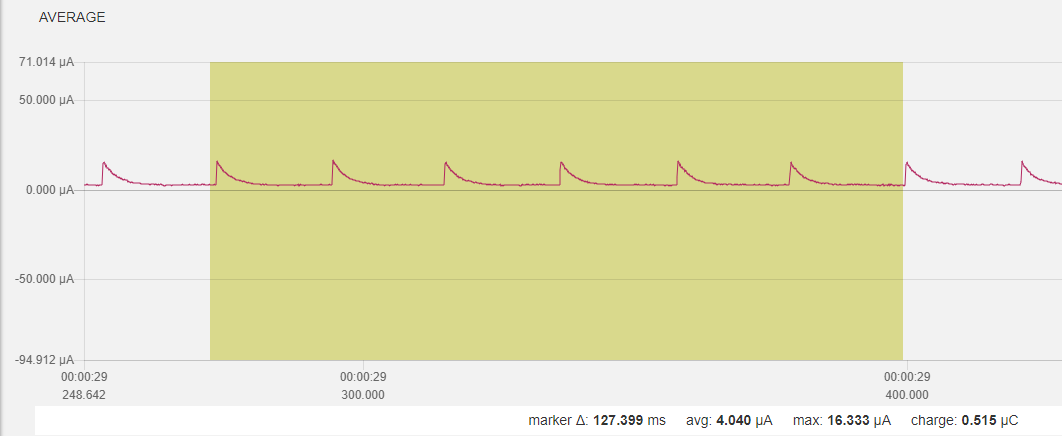 AVERAGE
71.014 µA
50.000 µA
0.000 µA
-50.000 µA
-94.912 µA
00:00:29 00:00:29 00:00:29
248.642 300.000 400.000
marker Δ: 127.399 ms avg: 4.040 µA max: 16.333 µA charge: 0.515 µC